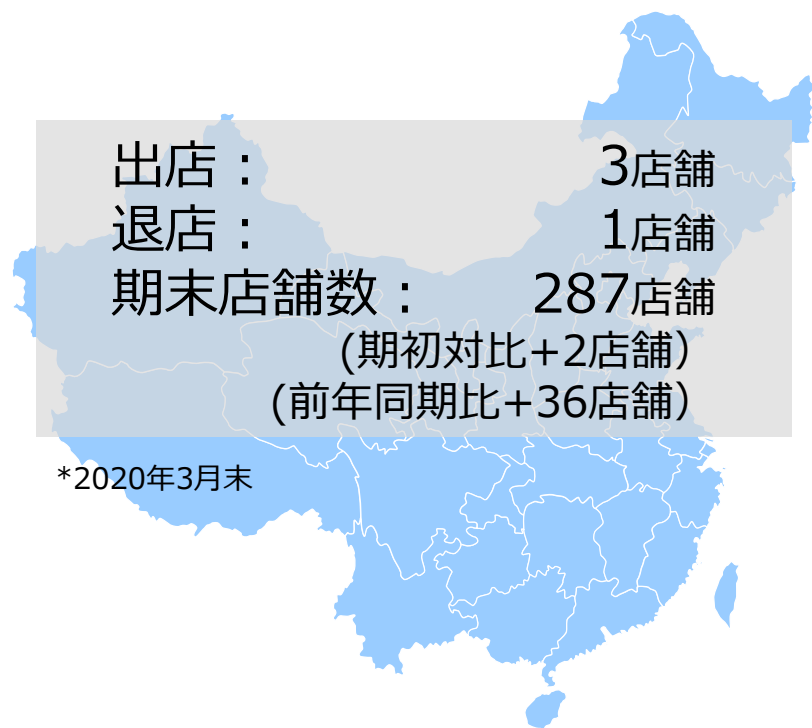 出店： 3店舗
退店： 1店舗
期末店舗数： 287店舗
(期初対比+2店舗）
(前年同期比+36店舗）
*2020年3月末